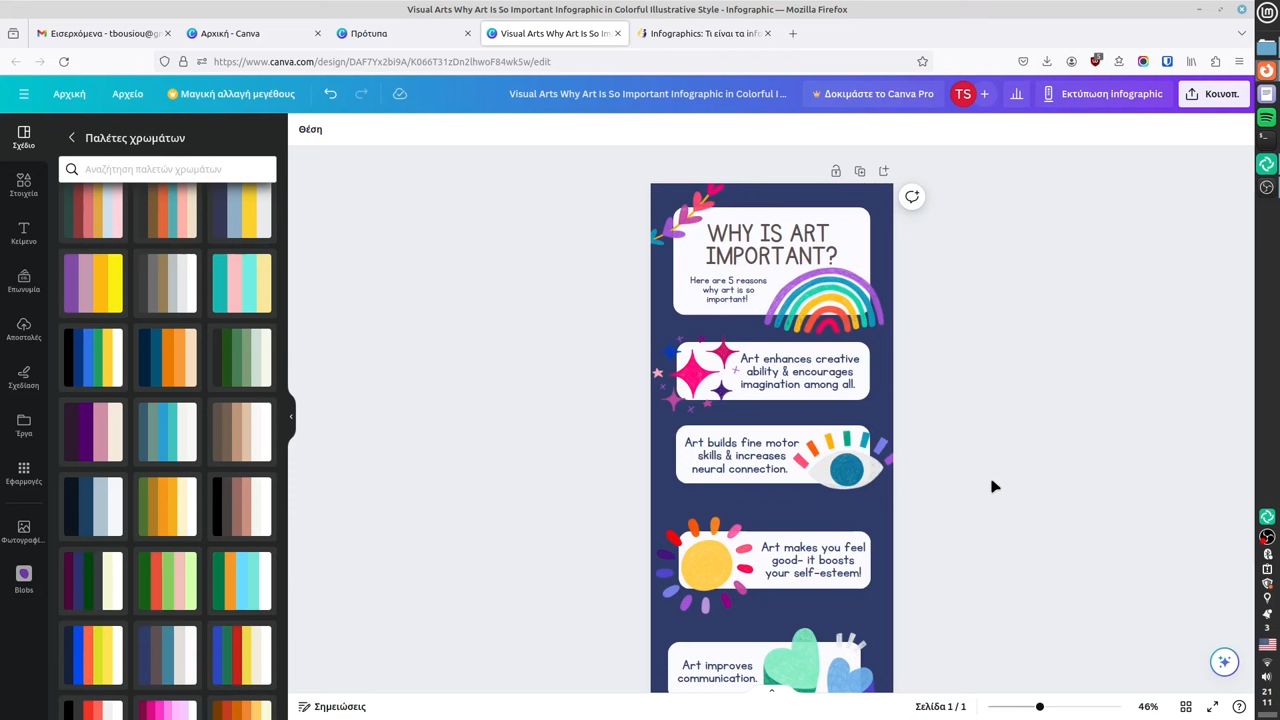 Visual Arts Why Art Is So Important Infographic in Colorful Illustrative Style - Infographic — Mozilla Firefox
Εισερχόμενα - tbousiou@g
Αρχική - Canva
Πρότυπα
Visual Arts Why Art Is So Im
Infographics: Τι είναι τα info
https://www.canva.com/design/DAF7Yx2bi9A/K066T31zDn2lhwoF84wk5w/edit
Αρχική
Αρχείο
Μαγική αλλαγή μεγέθους
Visual Arts Why Art Is So Important Infographic in Colorful I...
Δοκιμάστε το Canva Pro
TS
Εκτύπωση infographic
Κοινοπ.
Σχέδιο
Στοιχεία
Κείμενο
Επωνυμία
Αποστολές
Σχεδίαση
Έργα
Εφαρμογές
Φωτογραφί...
Blobs
Παλέτες χρωμάτων
Αναζήτηση παλετών χρωμάτων
Θέση
WHY IS ART
IMPORTANT?
Here are 5 reasons
why art is so
important!
Art enhances creative
ability & encourages
imagination among all.
Art builds fine motor
skills & increases
neural connection.
Art makes you feel
good- it boosts
your self-esteem!
Art improves
communication.
Σημειώσεις
Σελίδα 1 / 1
46%
3
21
11